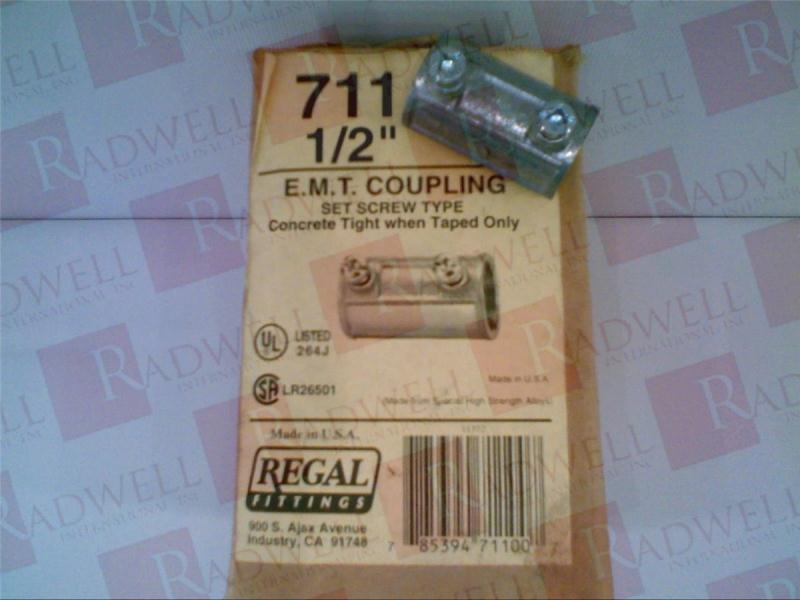 711
1/2"
E.M.T. COUPLING
SET SCREW TYPE
Concrete Tight when Taped Only
UL LISTED
264J
Made in U.S.A.
SA LR26501
(Made from Special High Strength Alloys)
Made in U.S.A.
REGAL
FITTINGS
900 S. Ajax Avenue
Industry, CA 91748
7 85394 71100 7
RADWELL
INTERNATIONAL, INC